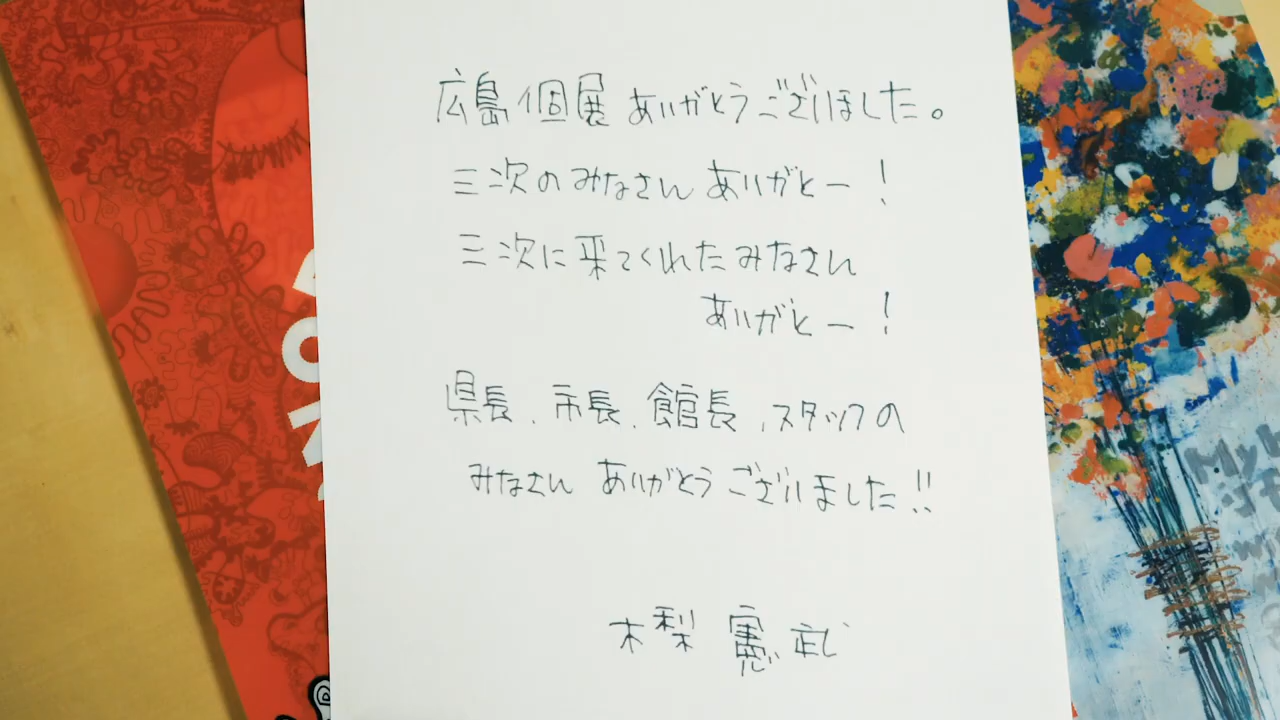 広島個展ありがとうございました。
三次のみなさんありがとー！
三次に来てくれたみなさん
ありがとー！
県長、市長、館長、スタッフの
みなさん ありがとうございました!!
木梨 憲武